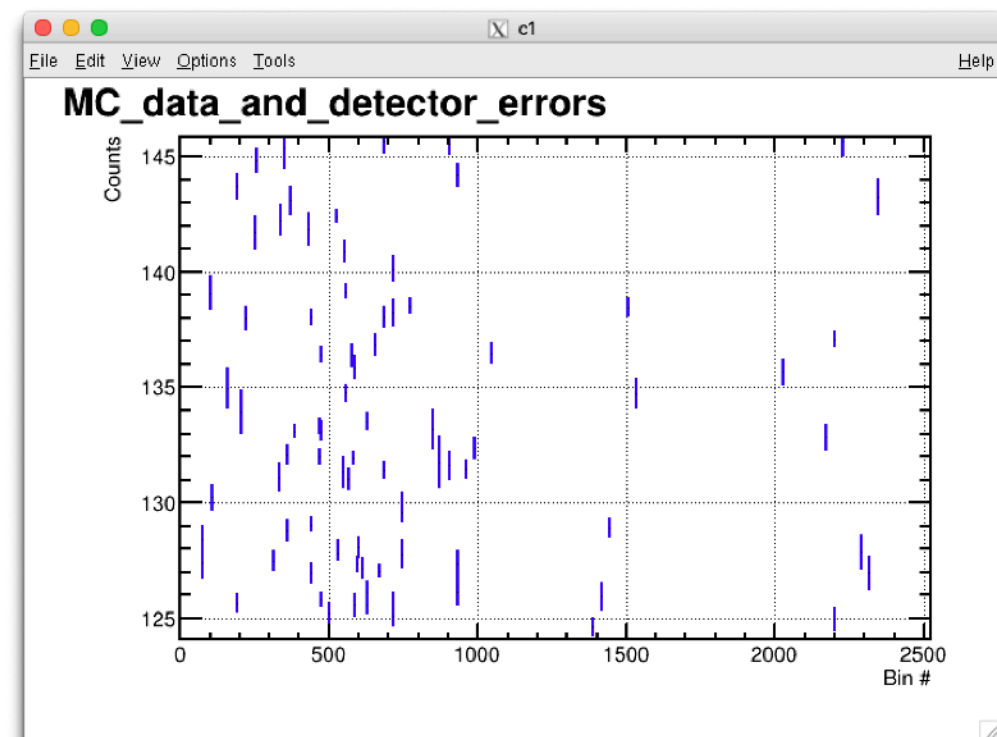 X c1
File Edit View Options Tools Help
MC_data_and_detector_errors
Counts
145
140
135
130
125
0 500 1000 1500 2000 2500
Bin #